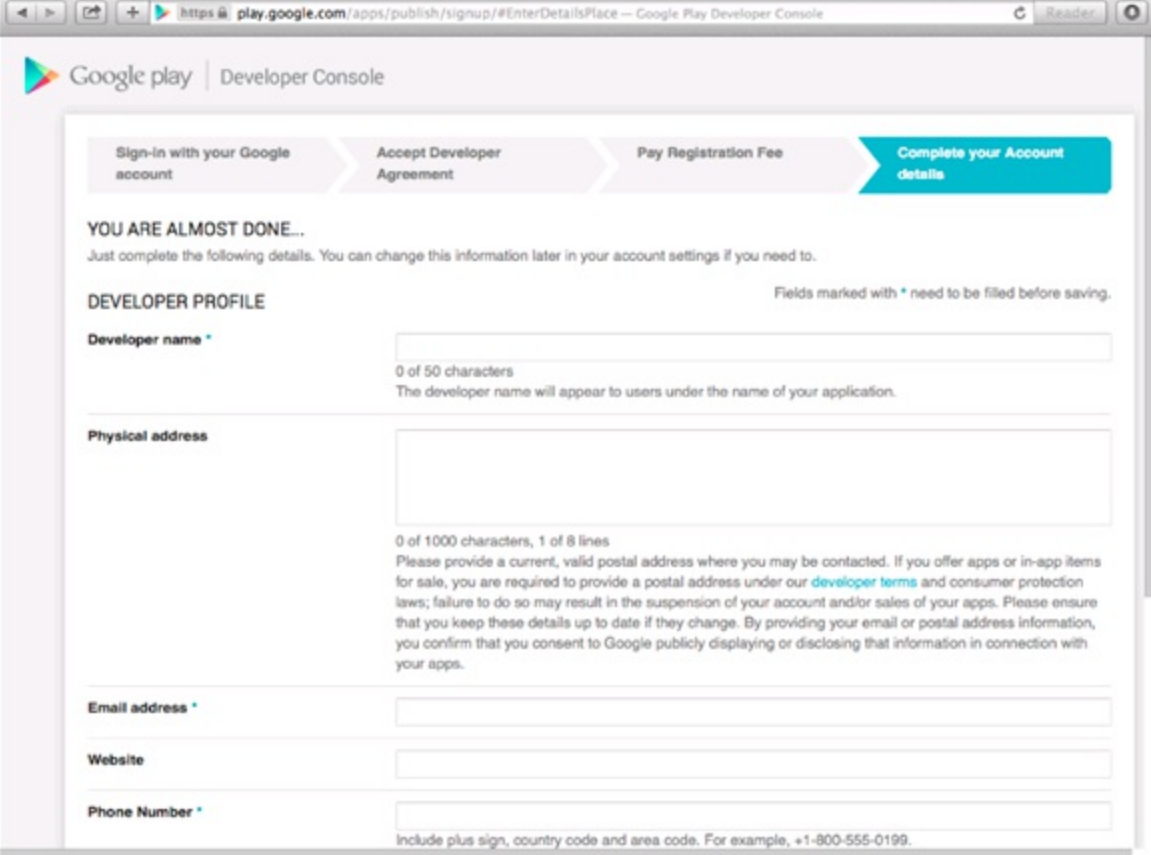 https play.google.com/apps/publish/signup/#EnterDetailsPlace — Google Play Developer Console Reader
Google play Developer Console
Sign-in with your Google account
Accept Developer Agreement
Pay Registration Fee
Complete your Account details
YOU ARE ALMOST DONE...
Just complete the following details. You can change this information later in your account settings if you need to.
DEVELOPER PROFILE
Fields marked with * need to be filled before saving.
Developer name *
0 of 50 characters
The developer name will appear to users under the name of your application.
Physical address
0 of 1000 characters, 1 of 8 lines
Please provide a current, valid postal address where you may be contacted. If you offer apps or in-app items
for sale, you are required to provide a postal address under our developer terms and consumer protection
laws; failure to do so may result in the suspension of your account and/or sales of your apps. Please ensure
that you keep these details up to date if they change. By providing your email or postal address information,
you confirm that you consent to Google publicly displaying or disclosing that information in connection with
your apps.
Email address *
Website
Phone Number *
Include plus sign, country code and area code. For example, +1-800-555-0199.